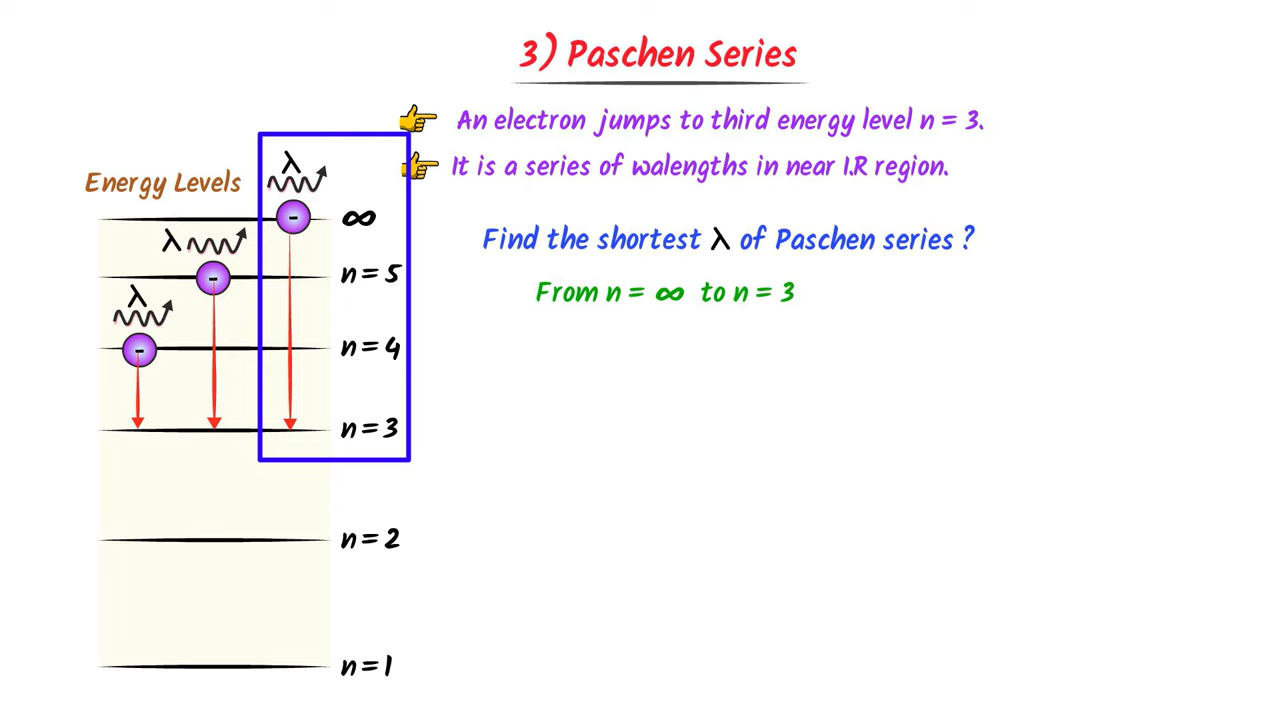 3) Paschen Series
An electron jumps to third energy level n = 3.
It is a series of walengths in near I.R region.
Energy Levels
λ
∞
λ
n = 5
λ
n = 4
n = 3
n = 2
n = 1
Find the shortest λ of Paschen series ?
From n = ∞ to n = 3